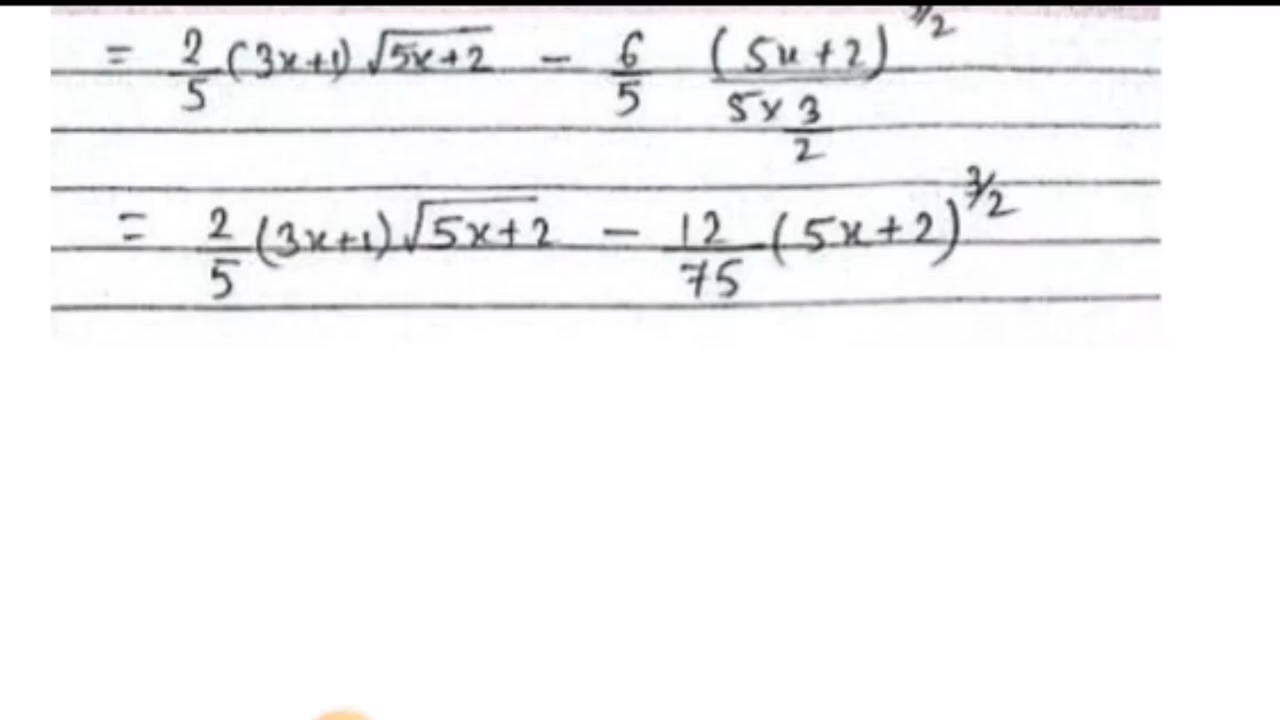 = 2/5 (3x+1) √5x+2 − 6/5 (5x+2)^3/2 / 5×3/2
= 2/5 (3x+1) √5x+2 − 12/75 (5x+2)^3/2